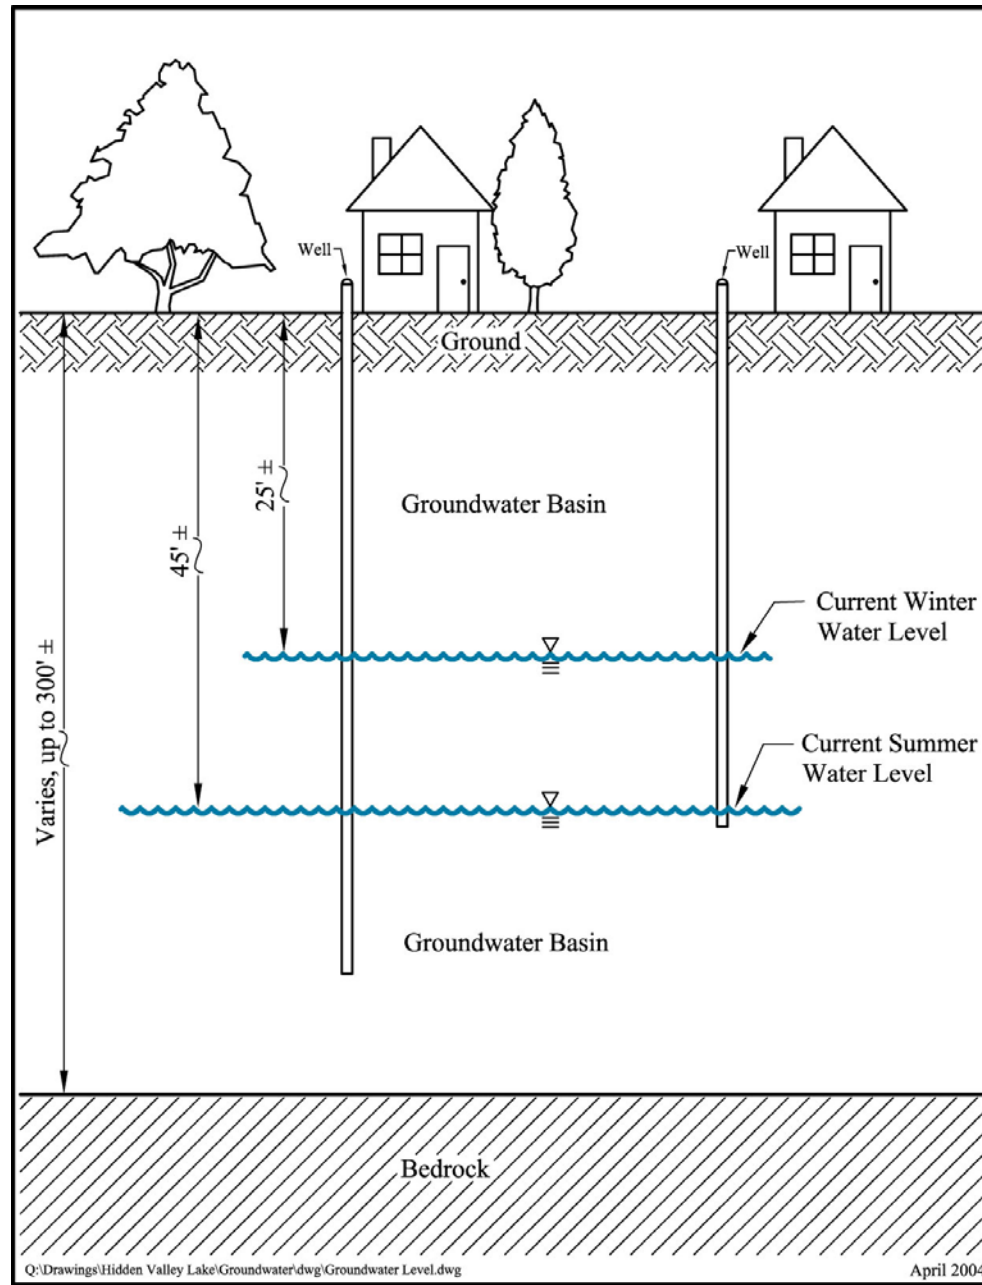 Well
Well
Ground
25' ±
45' ±
Varies, up to 300' ±
Groundwater Basin
Current Winter
Water Level
Current Summer
Water Level
Groundwater Basin
Bedrock
Q:\Drawings\Hidden Valley Lake\Groundwater\dwg\Groundwater Level.dwg
April 2004